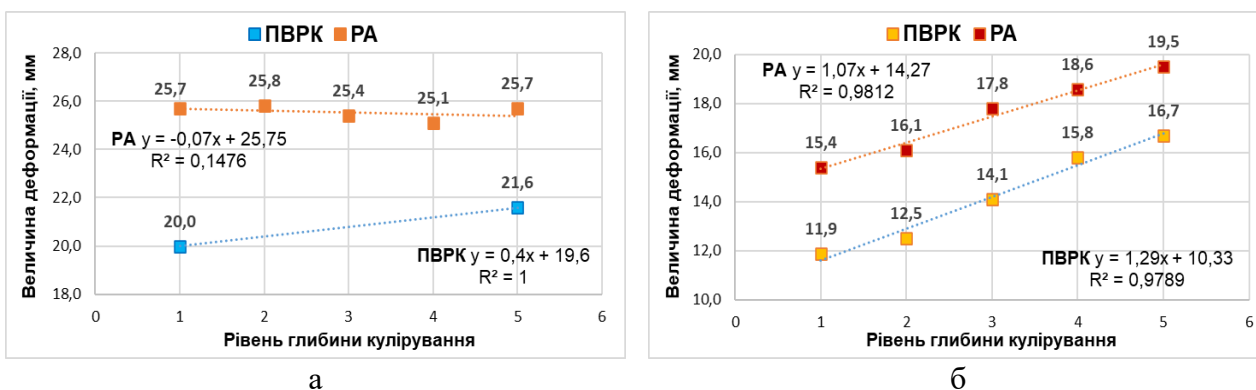 ПВРК РА
Величина деформації, мм
28,0
26,0
24,0
22,0
20,0
18,0
25,7
25,8
25,4
25,1
25,7
РА y = -0,07x + 25,75
R² = 0,1476
20,0
21,6
ПВРК y = 0,4x + 19,6
R² = 1
0 1 2 3 4 5 6
Рівень глибини кулірування
а
ПВРК РА
Величина деформації, мм
20,0
18,0
16,0
14,0
12,0
10,0
РА y = 1,07x + 14,27
R² = 0,9812
15,4
16,1
17,8
18,6
19,5
11,9
12,5
14,1
15,8
16,7
ПВРК y = 1,29x + 10,33
R² = 0,9789
0 1 2 3 4 5 6
Рівень глибини кулірування
б